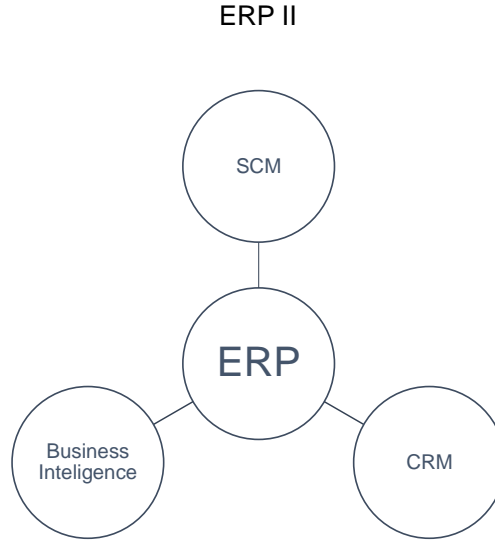 ERP II
SCM
ERP
Business
Inteligence
CRM